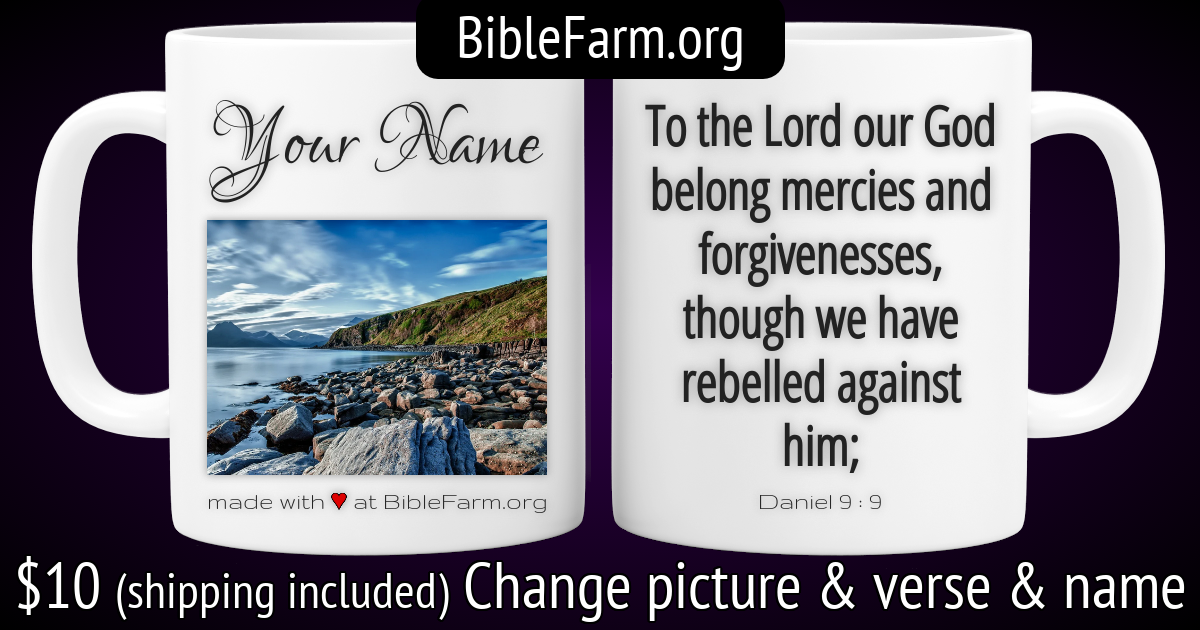 BibleFarm.org
Your Name
made with ♥ at BibleFarm.org
To the Lord our God
belong mercies and
forgivenesses,
though we have
rebelled against
him;
Daniel 9 : 9
$10 (shipping included) Change picture & verse & name